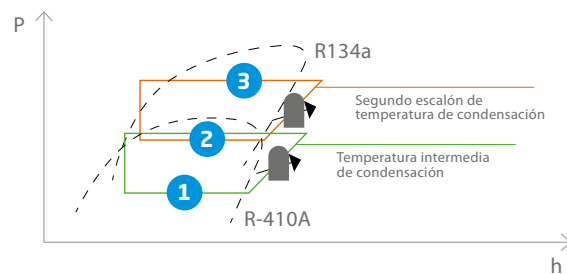 P
R134a
3
Segundo escalón de
temperatura de condensación
2
Temperatura intermedia
de condensación
1
R-410A
h